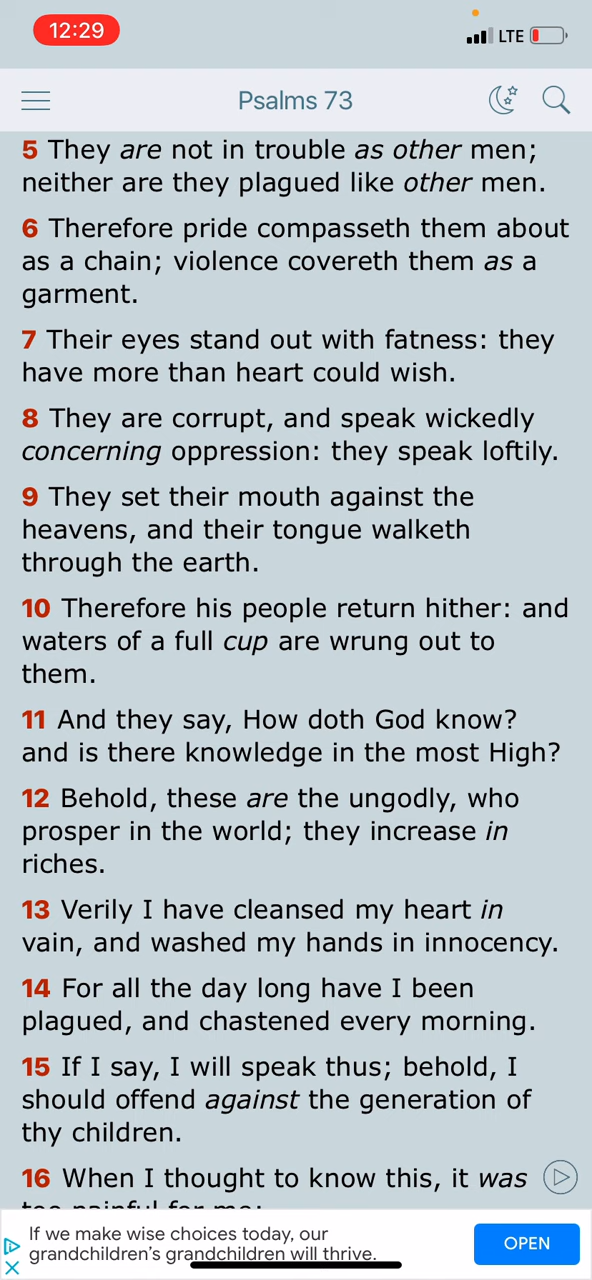 12:29
LTE
Psalms 73
5 They are not in trouble as other men;
neither are they plagued like other men.
6 Therefore pride compasseth them about
as a chain; violence covereth them as a
garment.
7 Their eyes stand out with fatness: they
have more than heart could wish.
8 They are corrupt, and speak wickedly
concerning oppression: they speak loftily.
9 They set their mouth against the
heavens, and their tongue walketh
through the earth.
10 Therefore his people return hither: and
waters of a full cup are wrung out to
them.
11 And they say, How doth God know?
and is there knowledge in the most High?
12 Behold, these are the ungodly, who
prosper in the world; they increase in
riches.
13 Verily I have cleansed my heart in
vain, and washed my hands in innocency.
14 For all the day long have I been
plagued, and chastened every morning.
15 If I say, I will speak thus; behold, I
should offend against the generation of
thy children.
16 When I thought to know this, it was
too painful for me;
If we make wise choices today, our
grandchildren's grandchildren will thrive.
OPEN